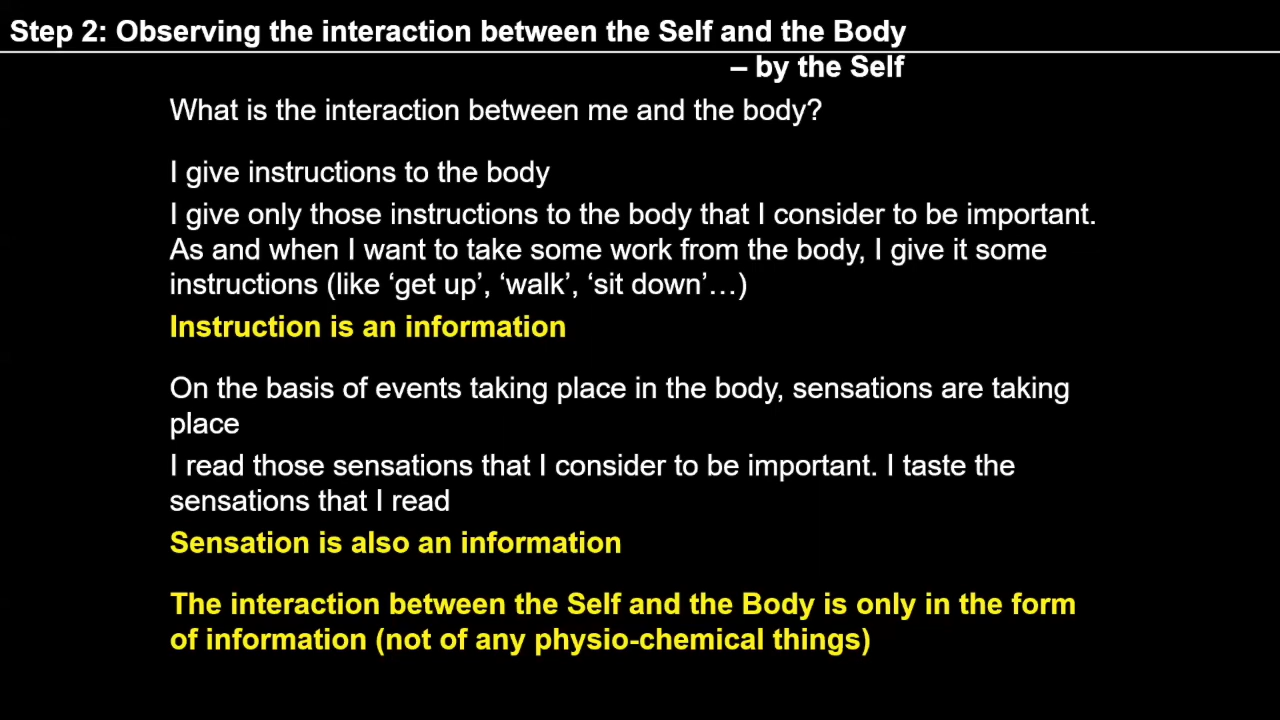 Step 2: Observing the interaction between the Self and the Body
– by the Self
What is the interaction between me and the body?
I give instructions to the body
I give only those instructions to the body that I consider to be important.
As and when I want to take some work from the body, I give it some
instructions (like ‘get up’, ‘walk’, ‘sit down’…)
Instruction is an information
On the basis of events taking place in the body, sensations are taking
place
I read those sensations that I consider to be important. I taste the
sensations that I read
Sensation is also an information
The interaction between the Self and the Body is only in the form
of information (not of any physio-chemical things)